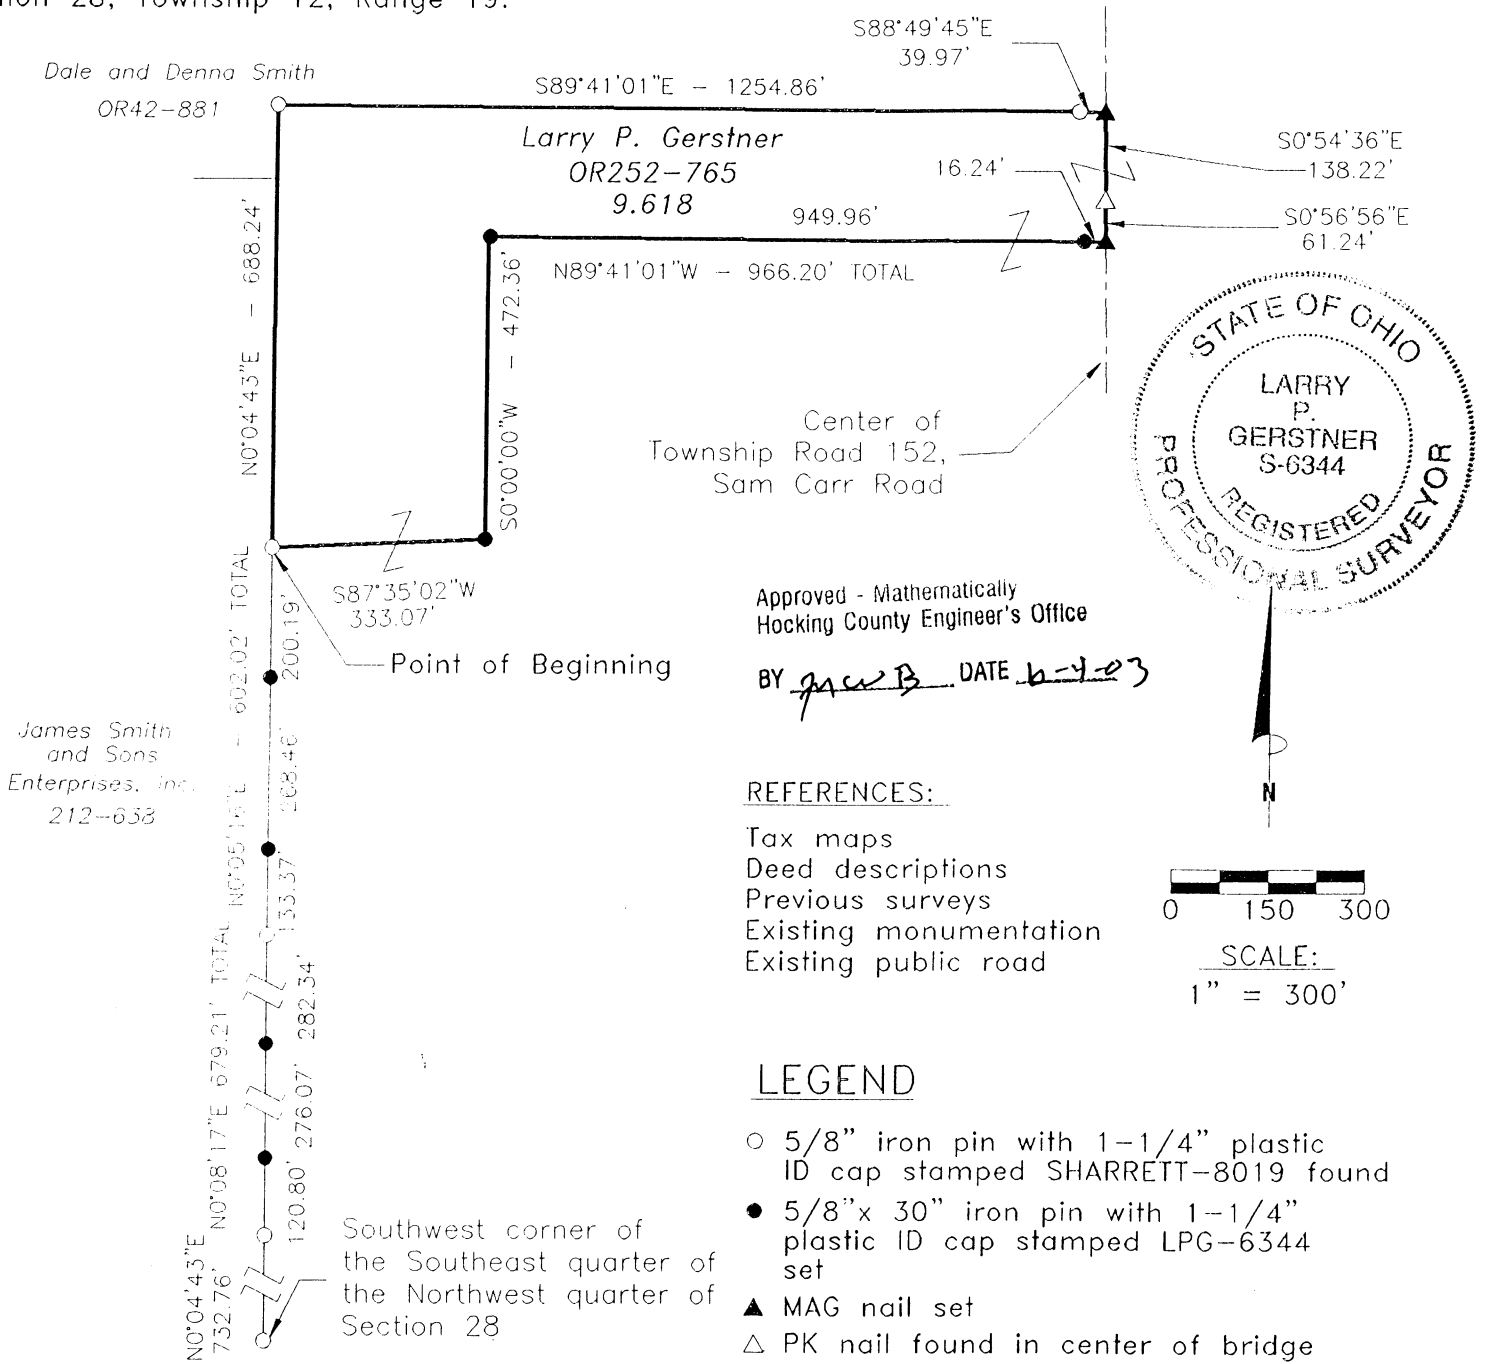 28, Township 12, Range 19.
S88°49'45"E
39.97'
Dale and Denna Smith
OR42-881
S89°41'01"E - 1254.86'
Larry P. Gerstner
OR252-765
9.618
S0°54'36"E
138.22'
16.24'
949.96'
S0°56'56"E
61.24'
N89°41'01"W - 966.20' TOTAL
N0°04'43"E - 688.24'
S0°00'00"W - 472.36'
STATE OF OHIO
LARRY
P.
GERSTNER
S-6344
REGISTERED
PROFESSIONAL SURVEYOR
Center of
Township Road 152,
Sam Carr Road
S87°35'02"W
333.07'
Point of Beginning
Approved - Mathematically
Hocking County Engineer's Office
BY DATE 6-4-03
James Smith
and Sons
Enterprises, Inc.
212-638
N0°05'16"E - 602.02' TOTAL
200.19'
268.46'
133.37'
N0°08'17"E 679.21' TOTAL
282.34'
276.07'
120.80'
N0°04'43"E
732.76'
Southwest corner of
the Southeast quarter of
the Northwest quarter of
Section 28
REFERENCES:
Tax maps
Deed descriptions
Previous surveys
Existing monumentation
Existing public road
N
0 150 300
SCALE:
1" = 300'
LEGEND
5/8" iron pin with 1-1/4" plastic
ID cap stamped SHARRETT-8019 found
5/8"x 30" iron pin with 1-1/4"
plastic ID cap stamped LPG-6344
set
MAG nail set
PK nail found in center of bridge